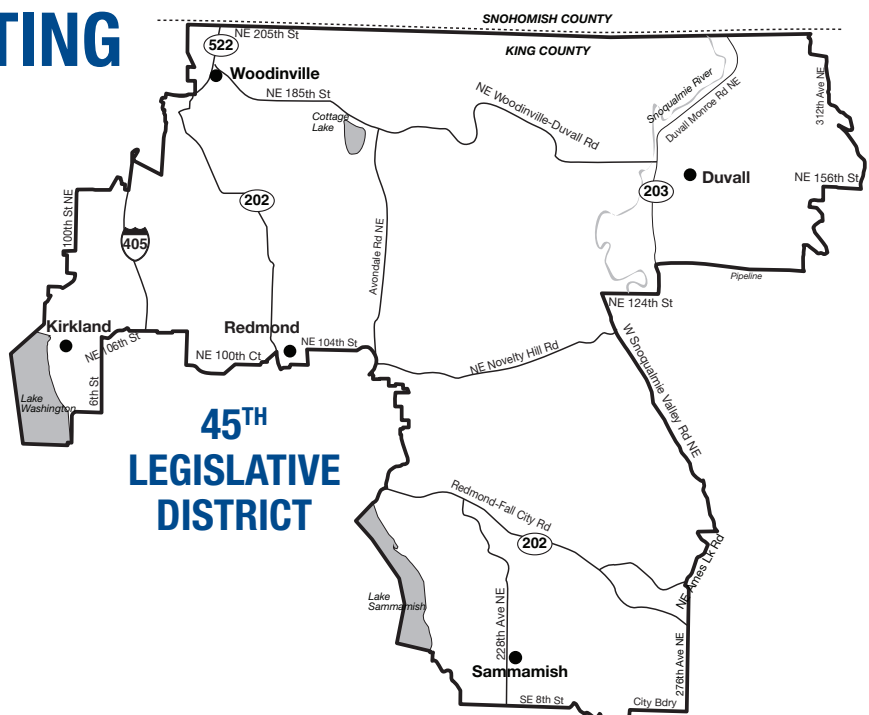 TING
SNOHOMISH COUNTY
KING COUNTY
522
NE 205th St
Woodinville
NE 185th St
Cottage
Lake
NE Woodinville-Duvall Rd
Snoqualmie River
Duvall Monroe Rd NE
312th Ave NE
Duvall
NE 156th St
203
202
100th St NE
405
Avondale Rd NE
Pipeline
NE 124th St
Kirkland
NE 106th St
Redmond
NE 104th St
NE 100th Ct
6th St
Lake
Washington
NE Novelty Hill Rd
W Snoqualmie Valley Rd NE
45TH
LEGISLATIVE
DISTRICT
Redmond-Fall City Rd
202
NE Ames Lk Rd
Lake
Sammamish
228th Ave NE
276th Ave NE
Sammamish
SE 8th St
City Bdry